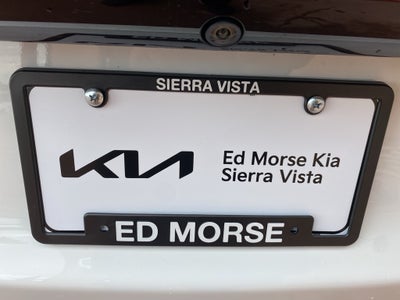 SIERRA VISTA
KIA
Ed Morse Kia
Sierra Vista
ED MORSE